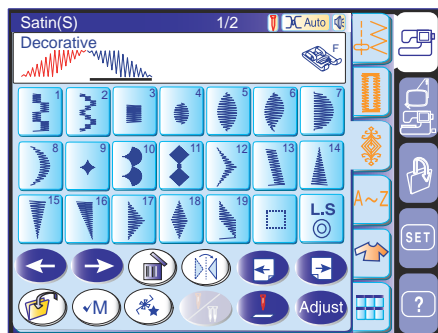 Satin(S) 1/2 Auto
Decorative F
1 2 3 4 5 6 7
8 9 10 11 12 13 14
15 16 17 18 19 L.S
A~Z
SET
M Adjust ?